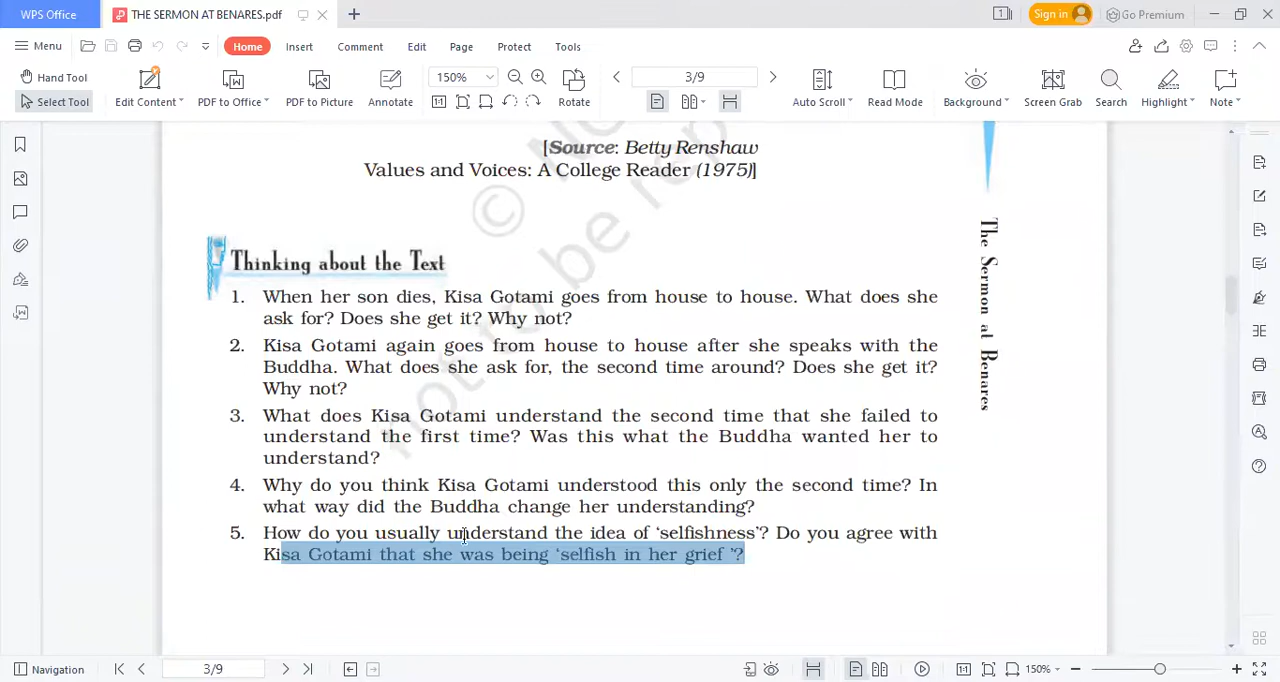 WPS Office
THE SERMON AT BENARES.pdf
Sign in
Go Premium
Menu
Home
Insert
Comment
Edit
Page
Protect
Tools
Hand Tool
Select Tool
Edit Content
PDF to Office
PDF to Picture
Annotate
150%
Rotate
3/9
Auto Scroll
Read Mode
Background
Screen Grab
Search
Highlight
Note
[Source: Betty Renshaw
Values and Voices: A College Reader (1975)]
© NO
not to be rep
The Sermon at Benares
Thinking about the Text
1. When her son dies, Kisa Gotami goes from house to house. What does she
ask for? Does she get it? Why not?
2. Kisa Gotami again goes from house to house after she speaks with the
Buddha. What does she ask for, the second time around? Does she get it?
Why not?
3. What does Kisa Gotami understand the second time that she failed to
understand the first time? Was this what the Buddha wanted her to
understand?
4. Why do you think Kisa Gotami understood this only the second time? In
what way did the Buddha change her understanding?
5. How do you usually understand the idea of ‘selfishness’? Do you agree with
Kisa Gotami that she was being ‘selfish in her grief ’?
Navigation
3/9
150%